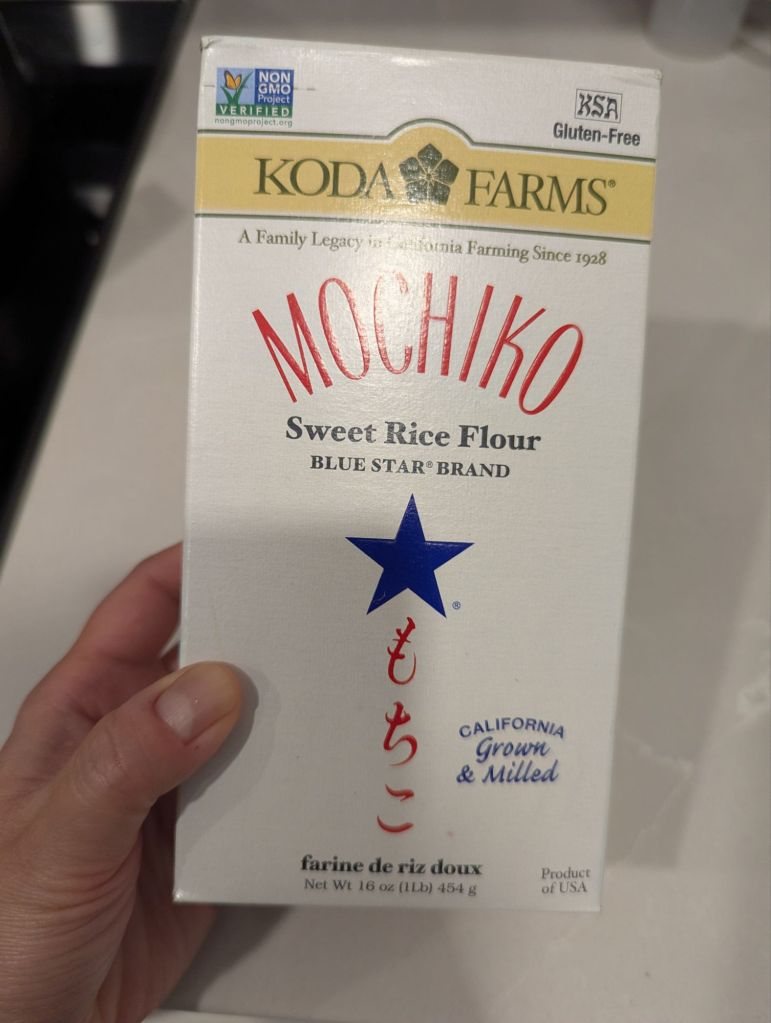 NON
GMO
Project
VERIFIED
nongmoproject.org
KSA
Gluten-Free
KODA FARMS®
A Family Legacy in California Farming Since 1928
MOCHIKO
Sweet Rice Flour
BLUE STAR® BRAND
®
もちこ
CALIFORNIA
Grown
& Milled
farine de riz doux
Net Wt 16 oz (1Lb) 454 g
Product
of USA